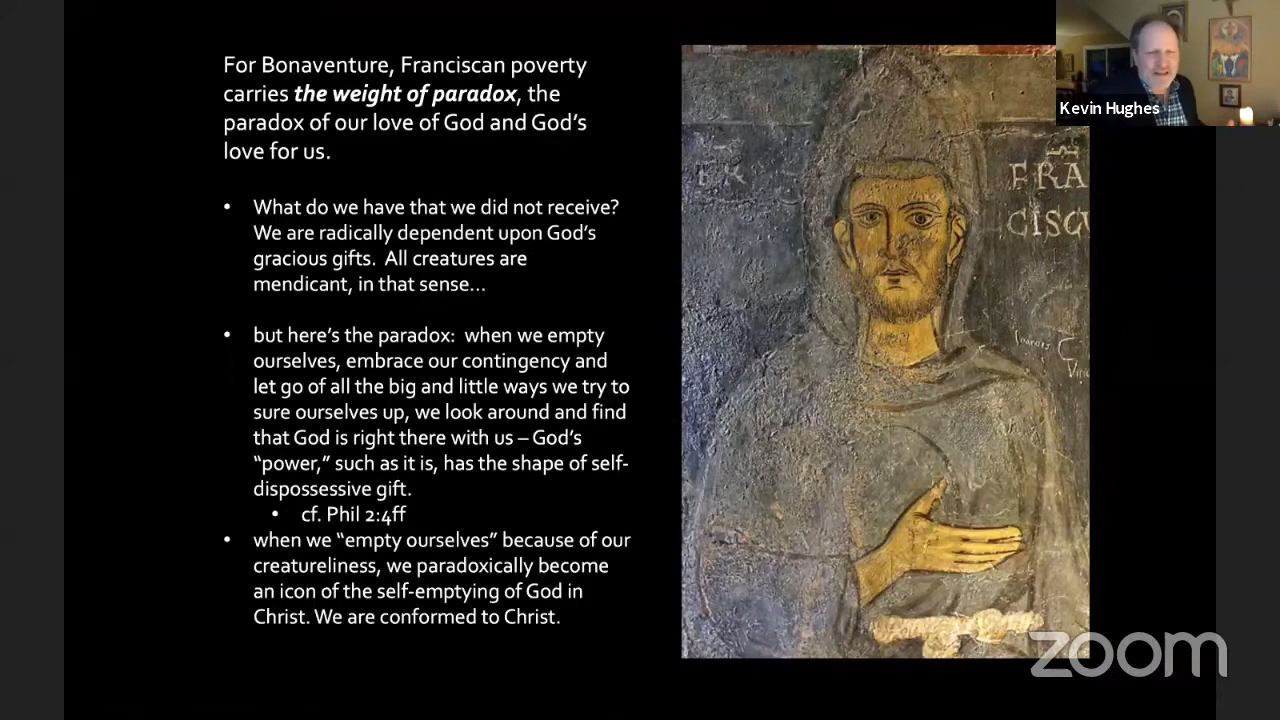 For Bonaventure, Franciscan poverty
carries the weight of paradox, the
paradox of our love of God and God's
love for us.
• What do we have that we did not receive?
We are radically dependent upon God's
gracious gifts. All creatures are
mendicant, in that sense...
• but here's the paradox: when we empty
ourselves, embrace our contingency and
let go of all the big and little ways we try to
sure ourselves up, we look around and find
that God is right there with us – God's
"power," such as it is, has the shape of self-
dispossessive gift.
• cf. Phil 2:4ff
• when we "empty ourselves" because of our
creatureliness, we paradoxically become
an icon of the self-emptying of God in
Christ. We are conformed to Christ.
FR
FRA
CISCU
Kevin Hughes
zoom